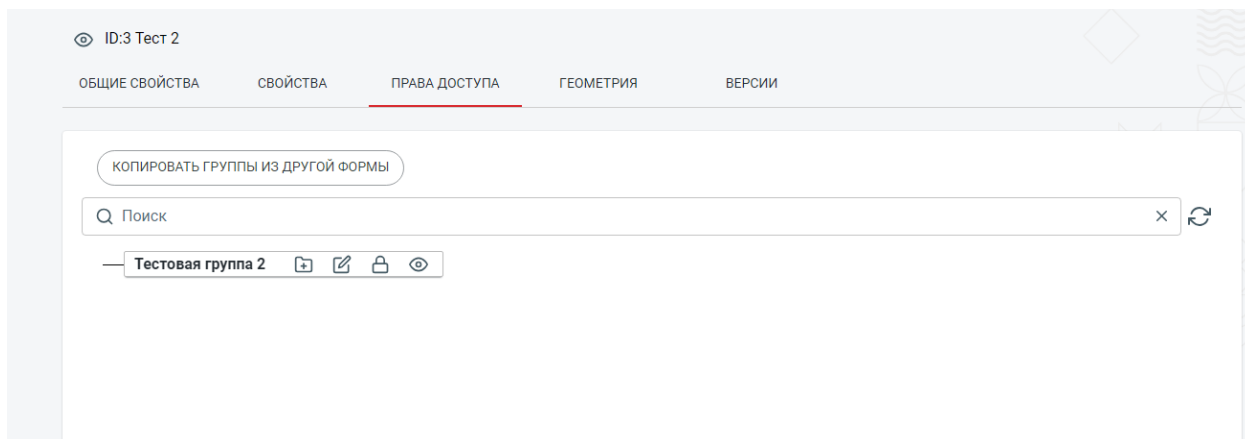 ID:3 Тест 2
ОБЩИЕ СВОЙСТВА СВОЙСТВА ПРАВА ДОСТУПА ГЕОМЕТРИЯ ВЕРСИИ
КОПИРОВАТЬ ГРУППЫ ИЗ ДРУГОЙ ФОРМЫ
Поиск
Тестовая группа 2